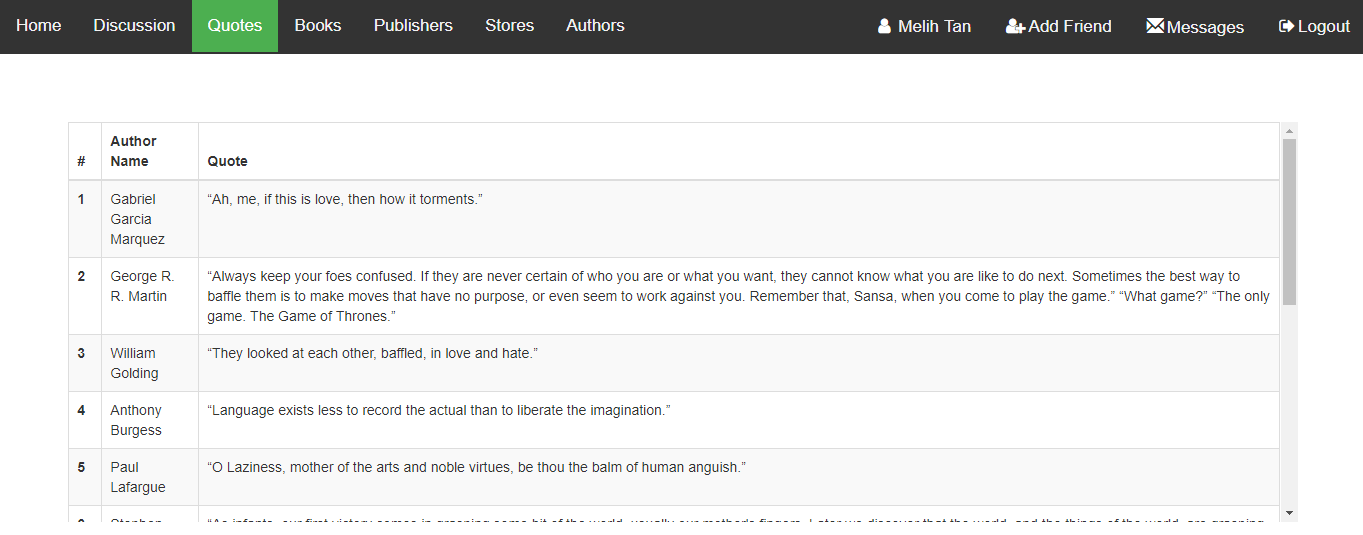 Home Discussion Quotes Books Publishers Stores Authors Melih Tan Add Friend Messages Logout
# Author Name Quote
1 Gabriel Garcia Marquez “Ah, me, if this is love, then how it torments.”
2 George R. R. Martin “Always keep your foes confused. If they are never certain of who you are or what you want, they cannot know what you are like to do next. Sometimes the best way to
baffle them is to make moves that have no purpose, or even seem to work against you. Remember that, Sansa, when you come to play the game.” “What game?” “The only
game. The Game of Thrones.”
3 William Golding “They looked at each other, baffled, in love and hate.”
4 Anthony Burgess “Language exists less to record the actual than to liberate the imagination.”
5 Paul Lafargue “O Laziness, mother of the arts and noble virtues, be thou the balm of human anguish.”